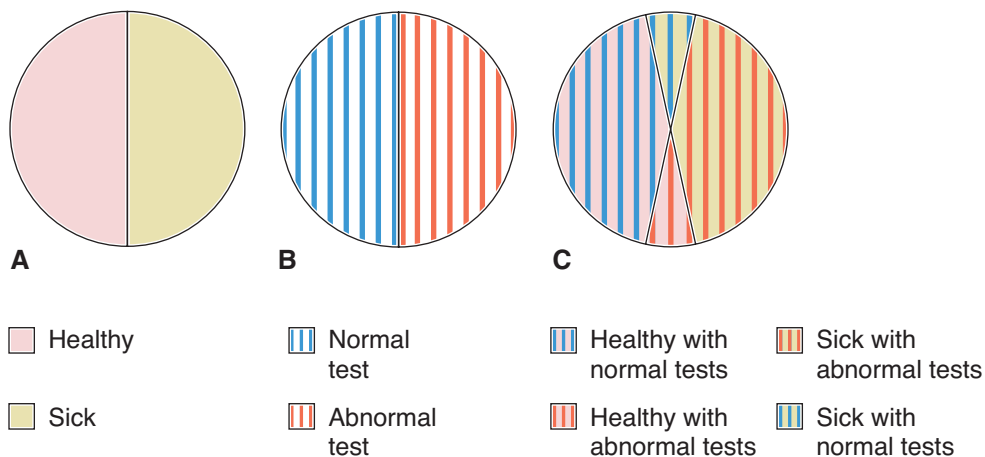 A
B
C
Healthy
Sick
Normal
test
Abnormal
test
Healthy with
normal tests
Healthy with
abnormal tests
Sick with
abnormal tests
Sick with
normal tests